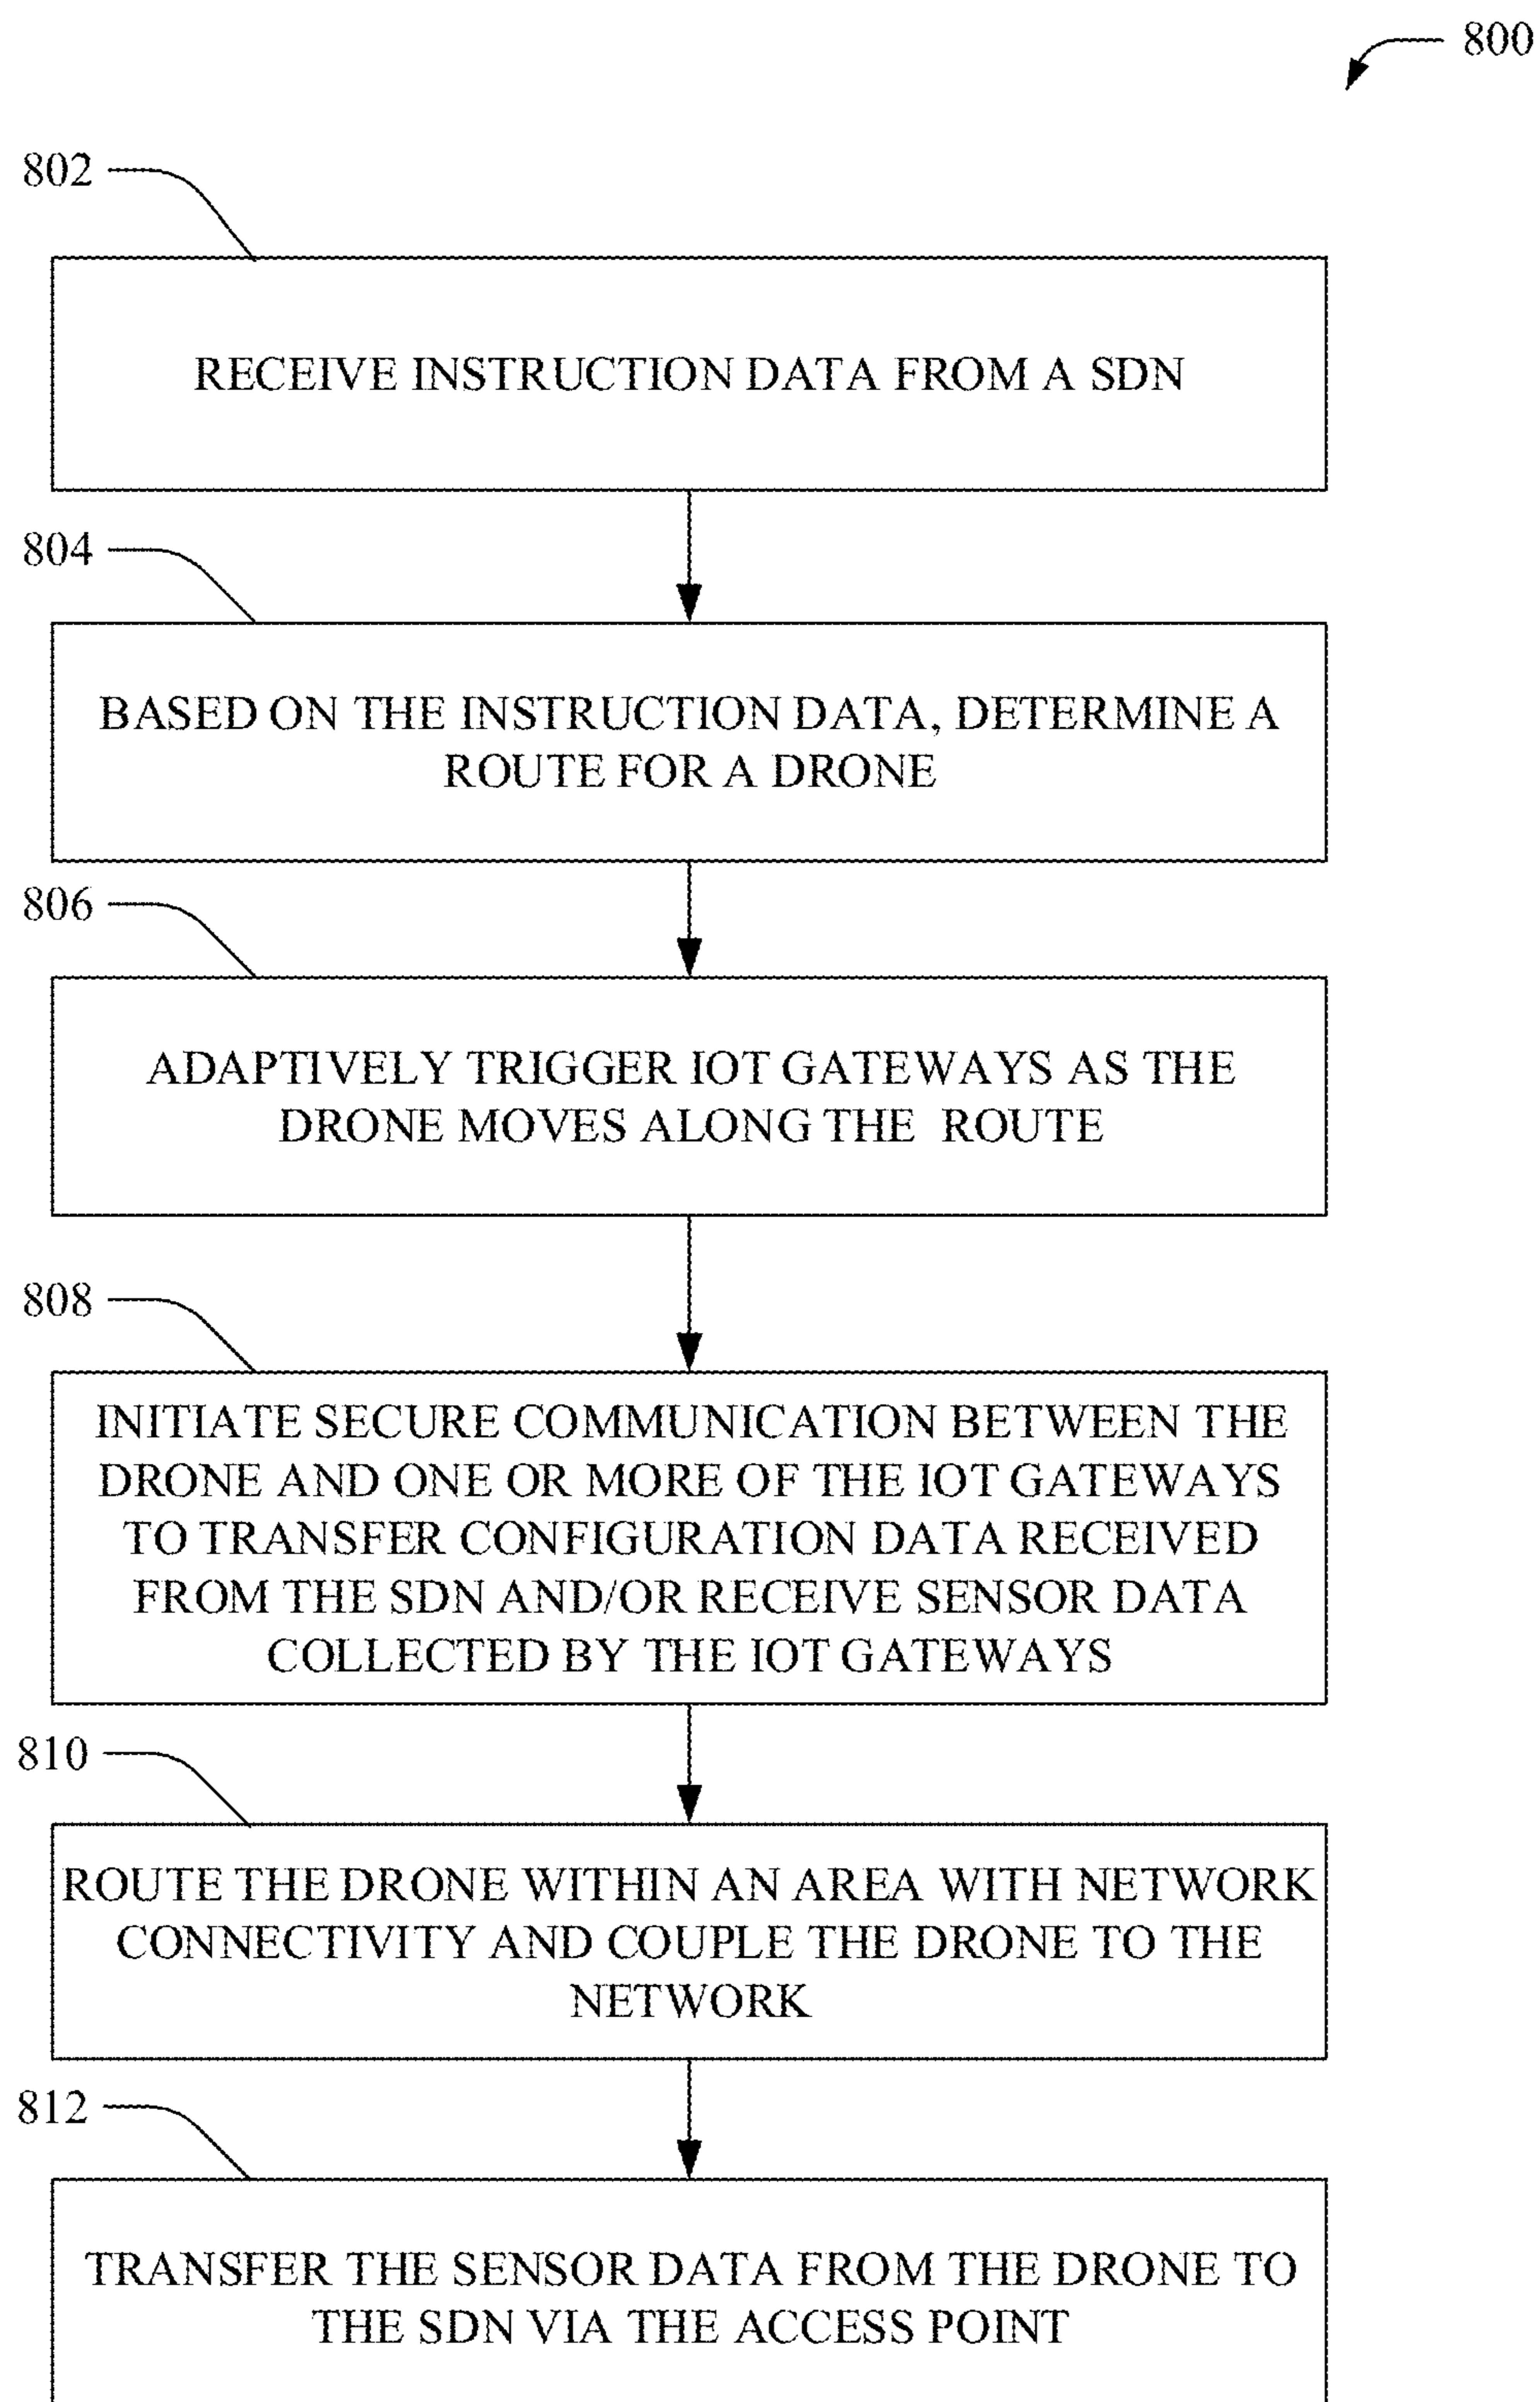 800
802
RECEIVE INSTRUCTION DATA FROM A SDN
804
BASED ON THE INSTRUCTION DATA, DETERMINE A
ROUTE FOR A DRONE
806
ADAPTIVELY TRIGGER IOT GATEWAYS AS THE
DRONE MOVES ALONG THE ROUTE
808
INITIATE SECURE COMMUNICATION BETWEEN THE
DRONE AND ONE OR MORE OF THE IOT GATEWAYS
TO TRANSFER CONFIGURATION DATA RECEIVED
FROM THE SDN AND/OR RECEIVE SENSOR DATA
COLLECTED BY THE IOT GATEWAYS
810
ROUTE THE DRONE WITHIN AN AREA WITH NETWORK
CONNECTIVITY AND COUPLE THE DRONE TO THE
NETWORK
812
TRANSFER THE SENSOR DATA FROM THE DRONE TO
THE SDN VIA THE ACCESS POINT